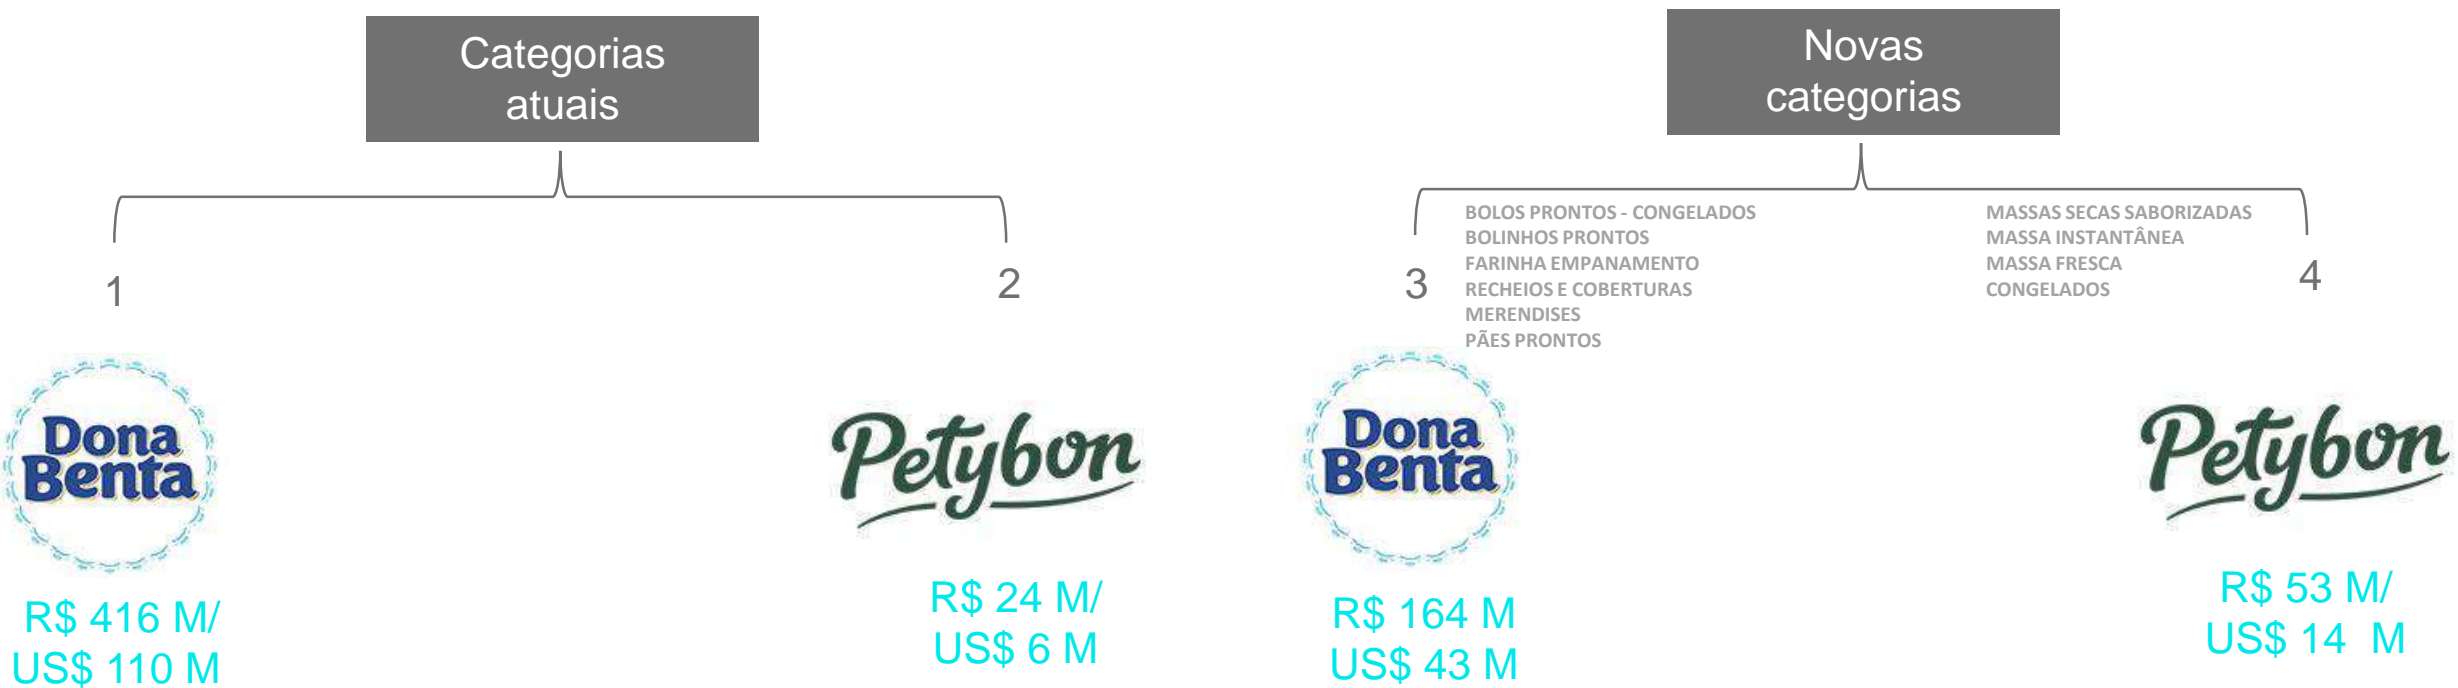 Categorias
atuais
1
Dona
Benta
R$ 416 M/
US$ 110 M
2
Petybon
R$ 24 M/
US$ 6 M
Novas
categorias
3
BOLOS PRONTOS - CONGELADOS
BOLINHOS PRONTOS
FARINHA EMPANAMENTO
RECHEIOS E COBERTURAS
MERENDISES
PÃES PRONTOS
Dona
Benta
R$ 164 M
US$ 43 M
MASSAS SECAS SABORIZADAS
MASSA INSTANTÂNEA
MASSA FRESCA
CONGELADOS
4
Petybon
R$ 53 M/
US$ 14 M